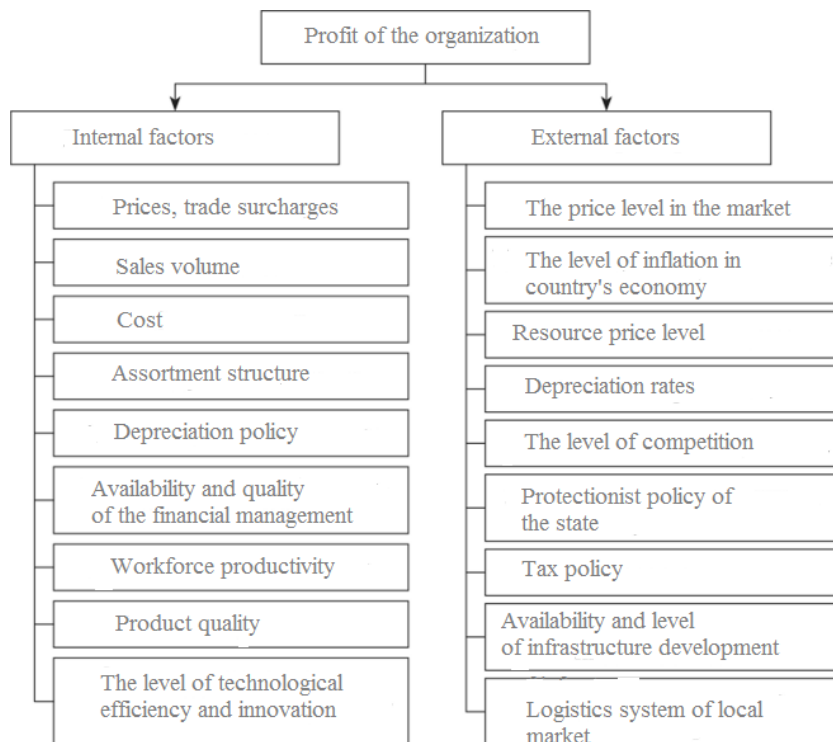 Profit of the organization
Internal factors
Prices, trade surcharges
Sales volume
Cost
Assortment structure
Depreciation policy
Availability and quality
of the financial management
Workforce productivity
Product quality
The level of technological
efficiency and innovation
External factors
The price level in the market
The level of inflation in
country's economy
Resource price level
Depreciation rates
The level of competition
Protectionist policy of
the state
Tax policy
Availability and level
of infrastructure development
Logistics system of local
market